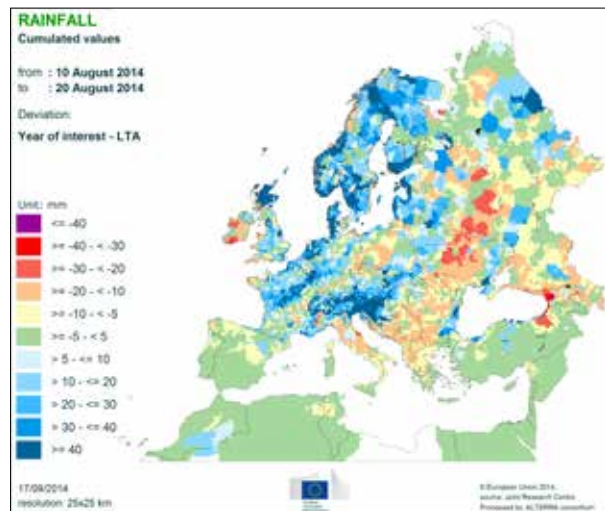 RAINFALL
Cumulated values
from : 10 August 2014
to : 20 August 2014
Deviation:
Year of interest - LTA
Unit: mm
<= -40
>= -40 - < -30
>= -30 - < -20
>= -20 - < -10
>= -10 - < -5
>= -5 - < 5
> 5 - <= 10
> 10 - <= 20
> 20 - <= 30
> 30 - <= 40
>= 40
17/09/2014
resolution: 25x25 km
European
Commission
© European Union 2014
source: Joint Research Centre
Processed by: ALTERRA consortium